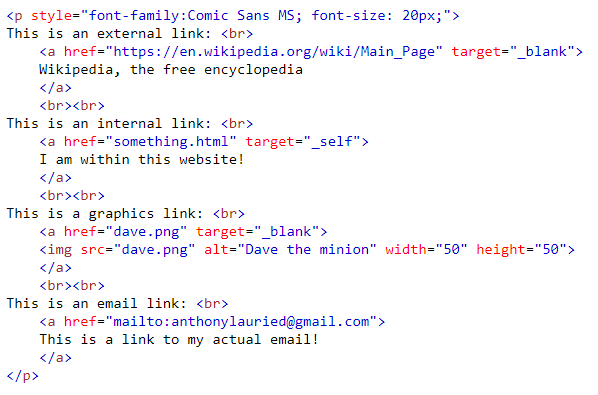 <p style="font-family:Comic Sans MS; font-size: 20px;">
This is an external link: <br>
<a href="https://en.wikipedia.org/wiki/Main_Page" target="_blank">
Wikipedia, the free encyclopedia
</a>
<br><br>
This is an internal link: <br>
<a href="something.html" target="_self">
I am within this website!
</a>
<br><br>
This is a graphics link: <br>
<a href="dave.png" target="_blank">
<img src="dave.png" alt="Dave the minion" width="50" height="50">
</a>
<br><br>
This is an email link: <br>
<a href="mailto:anthonylauried@gmail.com">
This is a link to my actual email!
</a>
</p>